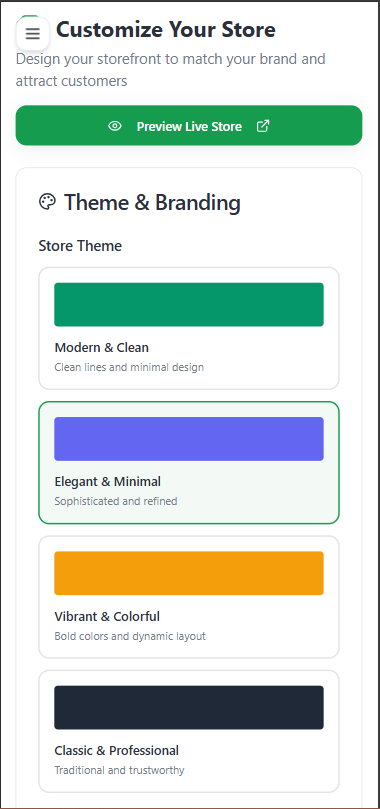 Customize Your Store
Design your storefront to match your brand and
attract customers
Preview Live Store
Theme & Branding
Store Theme
Modern & Clean
Clean lines and minimal design
Elegant & Minimal
Sophisticated and refined
Vibrant & Colorful
Bold colors and dynamic layout
Classic & Professional
Traditional and trustworthy